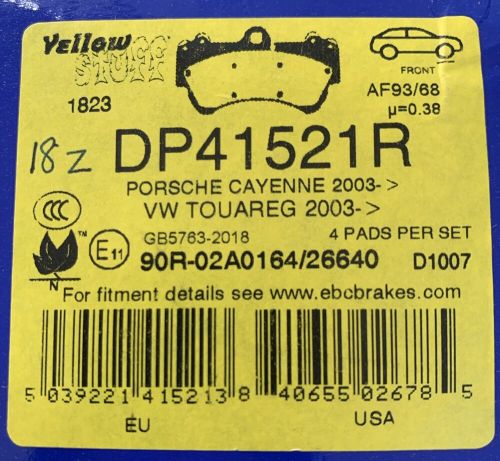 Yellow
STUFF
1823
FRONT
AF93/68
µ=0.38
18z DP41521R
PORSCHE CAYENNE 2003->
VW TOUAREG 2003->
CCC
GB5763-2018 4 PADS PER SET
TM
E11
90R-02A0164/26640 D1007
N
For fitment details see www.ebcbrakes.com
5 039221 415213 8
8 40655 02678 5
EU
USA